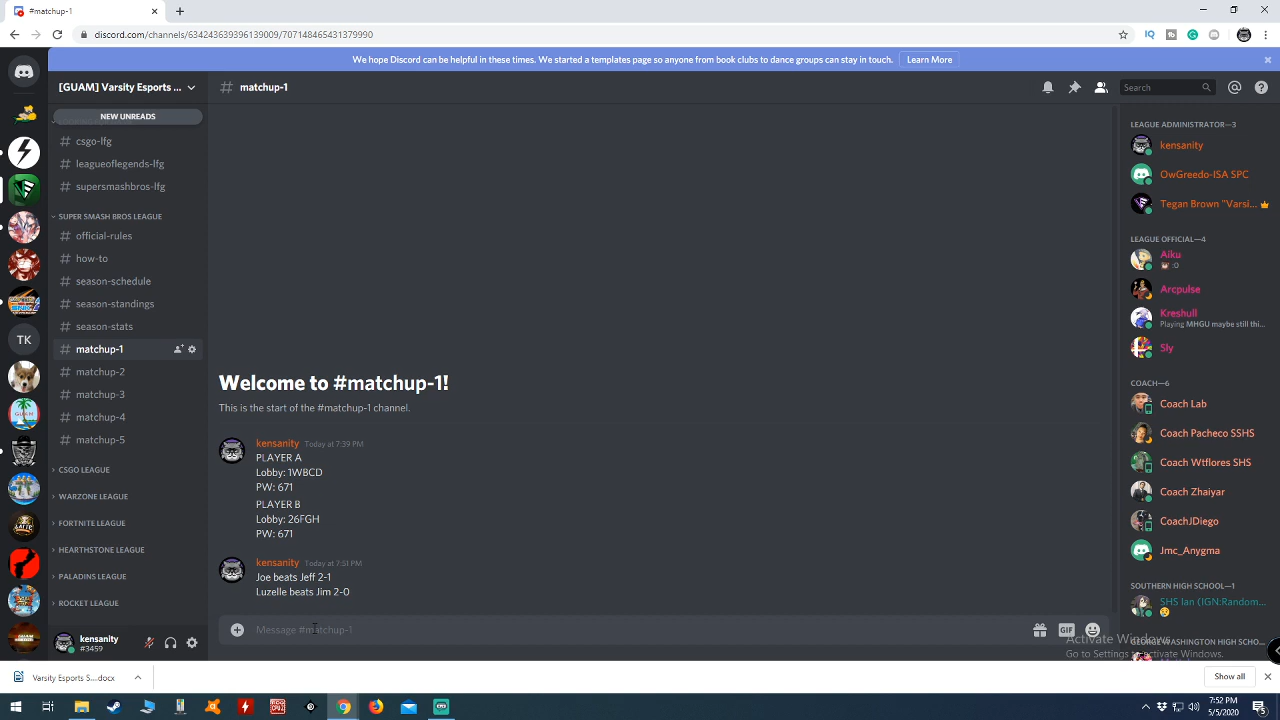 #matchup-1
discord.com/channels/634243639396139009/707148465431379990
We hope Discord can be helpful in these times. We started a templates page so anyone from book clubs to dance groups can stay in touch.
Learn More
[GUAM] Varsity Esports ...
# matchup-1
Search
NEW UNREADS
# csgo-lfg
# leagueoflegends-lfg
# supersmashbros-lfg
SUPER SMASH BROS LEAGUE
# official-rules
# how-to
# season-schedule
# season-standings
# season-stats
# matchup-1
# matchup-2
# matchup-3
# matchup-4
# matchup-5
CSGO LEAGUE
WARZONE LEAGUE
FORTNITE LEAGUE
HEARTHSTONE LEAGUE
PALADINS LEAGUE
ROCKET LEAGUE
TK
GUAM
kensanity
#3459
Welcome to #matchup-1!
This is the start of the #matchup-1 channel.
kensanity Today at 7:39 PM
PLAYER A
Lobby: 1WBCD
PW: 671
PLAYER B
Lobby: 26FGH
PW: 671
kensanity Today at 7:51 PM
Joe beats Jeff 2-1
Luzelle beats Jim 2-0
Message #matchup-1
GIF
LEAGUE ADMINISTRATOR—3
kensanity
OwGreedo-ISA SPC
Tegan Brown "Varsi...
LEAGUE OFFICIAL—4
Aiku
:0
Arcpulse
Kreshull
Playing MHGU maybe still thi...
Sly
COACH—6
Coach Lab
Coach Pacheco SSHS
Coach Wtflores SHS
Coach Zhaiyar
CoachJDiego
Jmc_Anygma
SOUTHERN HIGH SCHOOL—1
SHS Ian (IGN:Random...
GEORGE WASHINGTON HIGH SCHO...
Activate Windows
Go to Settings to activate Windows.
Varsity Esports S....docx
Show all
7:52 PM
5/5/2020